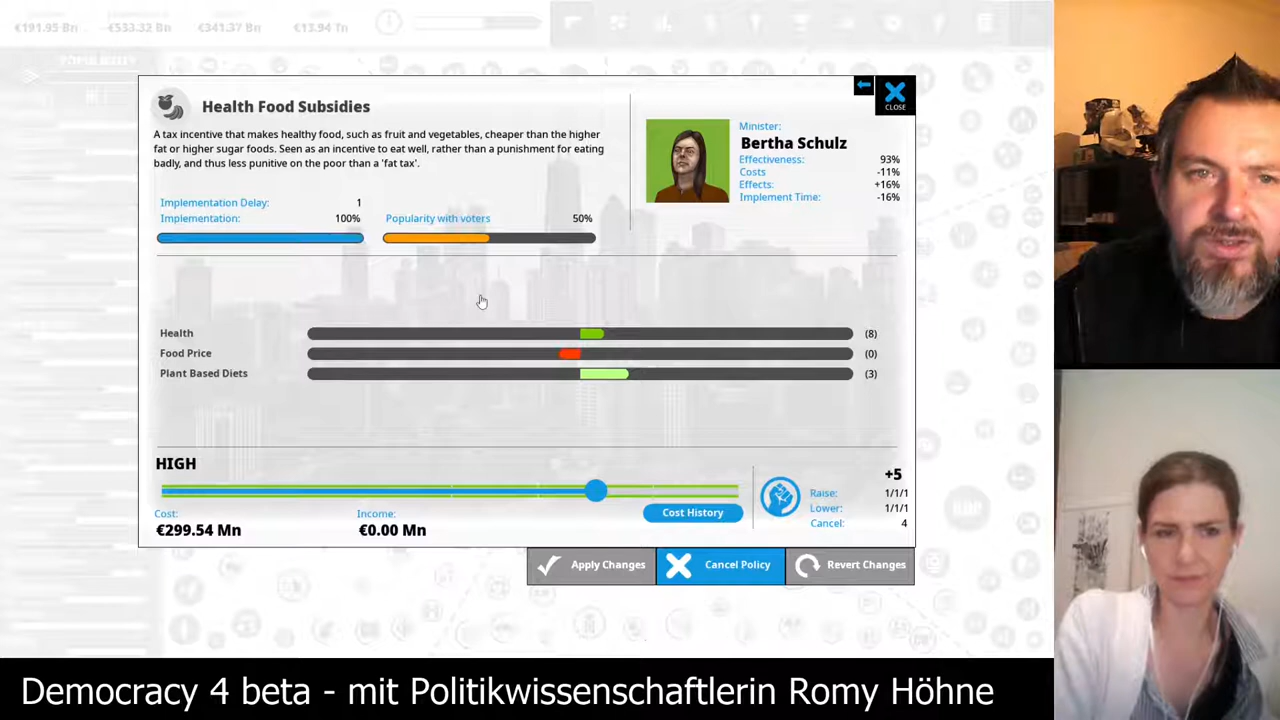 €191.95 Bn €533.32 Bn €341.37 Bn €13.94 Tn
Health Food Subsidies
CLOSE
A tax incentive that makes healthy food, such as fruit and vegetables, cheaper than the higher
fat or higher sugar foods. Seen as an incentive to eat well, rather than a punishment for eating
badly, and thus less punitive on the poor than a 'fat tax'.
Minister:
Bertha Schulz
Effectiveness: 93%
Costs -11%
Effects: +16%
Implement Time: -16%
Implementation Delay: 1
Implementation: 100% Popularity with voters 50%
Health (8)
Food Price (0)
Plant Based Diets (3)
HIGH
+5
Raise: 1/1/1
Lower: 1/1/1
Cancel: 4
Cost: Income:
€299.54 Mn €0.00 Mn
Cost History
Apply Changes Cancel Policy Revert Changes
Democracy 4 beta - mit Politikwissenschaftlerin Romy Höhne